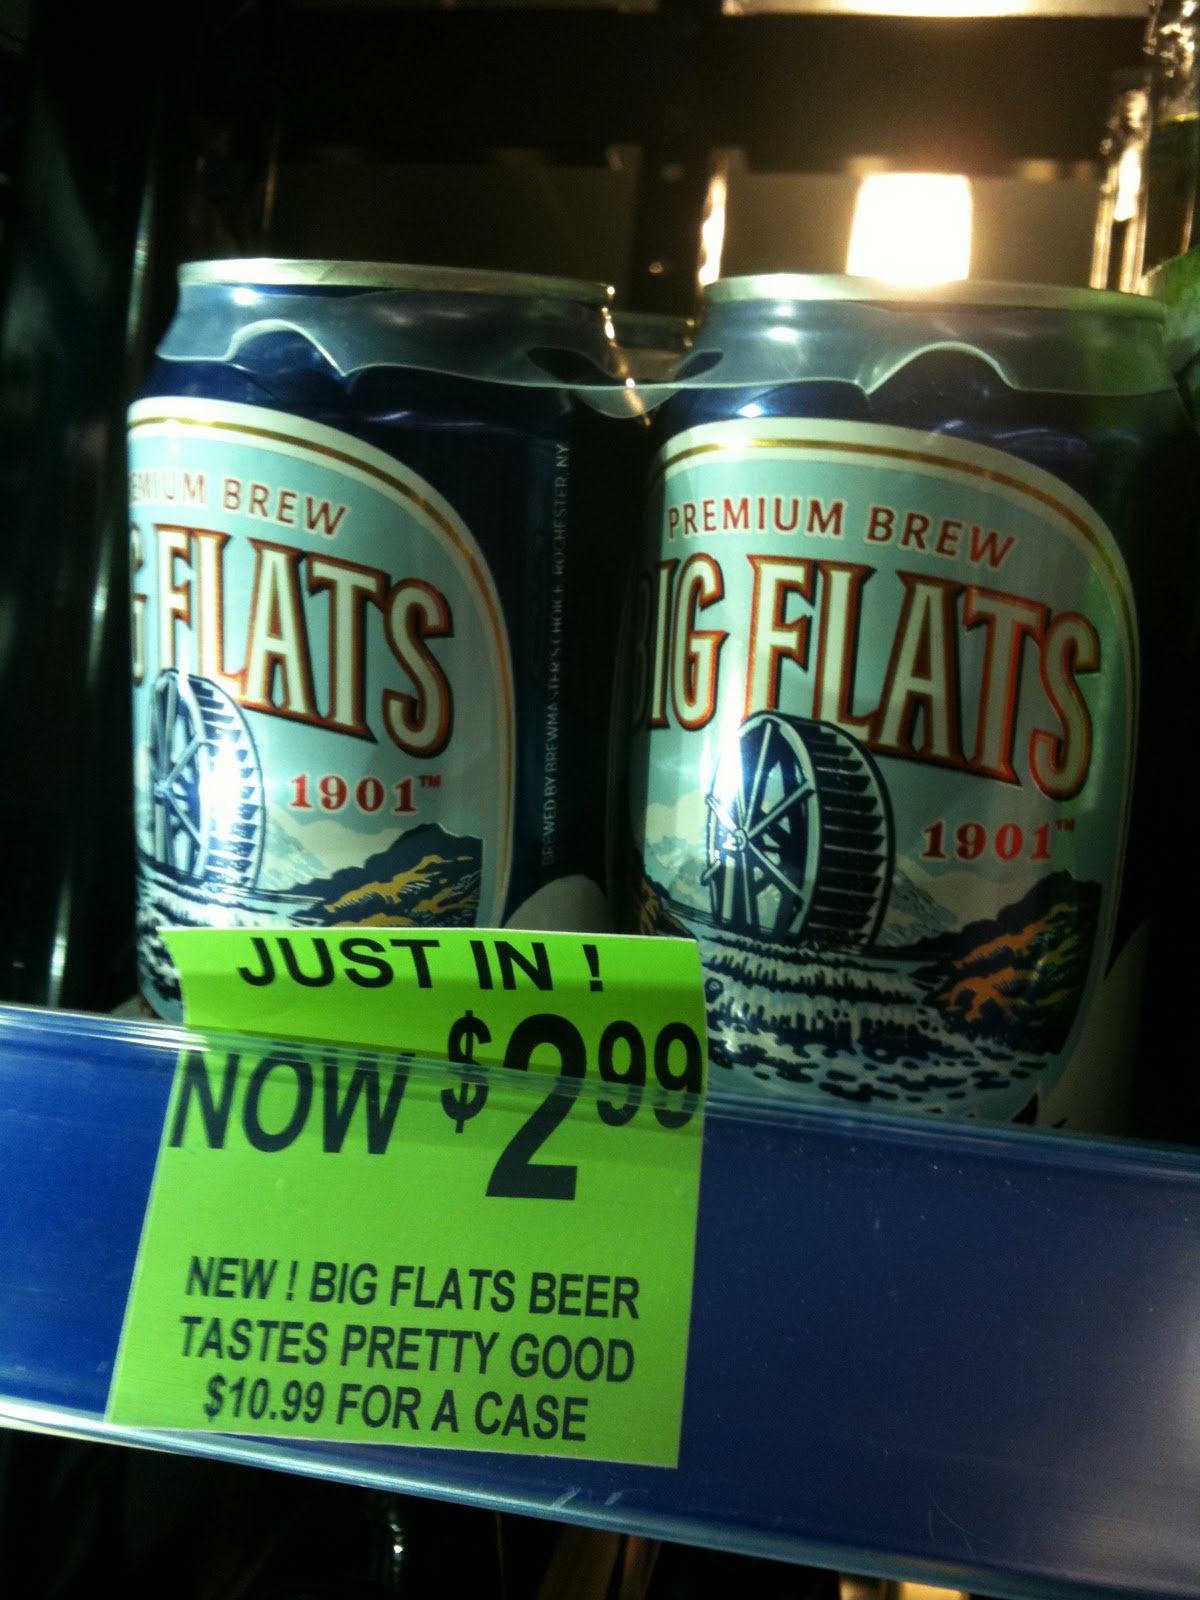 EMIUM BREW
G FLATS
1901™
BREWED BY BREWMASTER'S CHOICE, ROCHESTER, NY
PREMIUM BREW
BIG FLATS
1901™
JUST IN !
NOW $2.99
NEW ! BIG FLATS BEER
TASTES PRETTY GOOD
$10.99 FOR A CASE